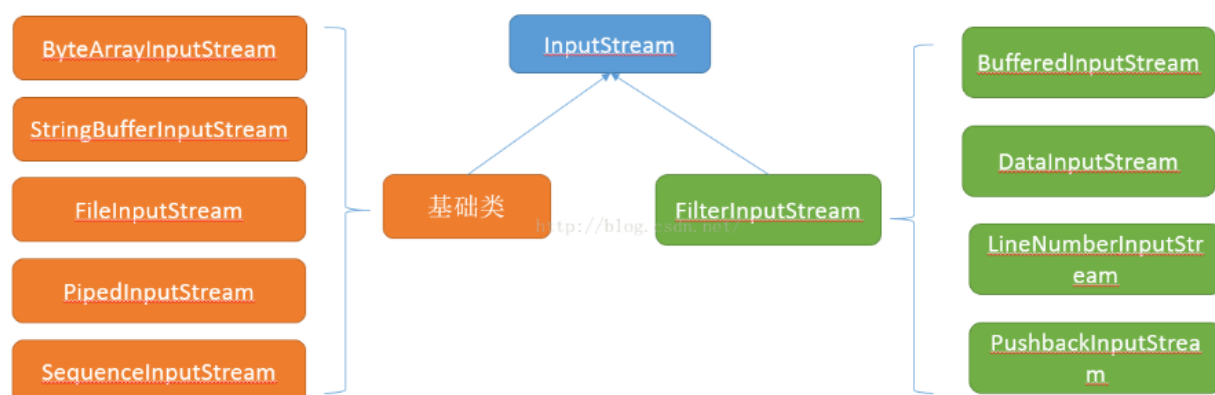 InputStream
ByteArrayInputStream
StringBufferInputStream
FileInputStream
PipedInputStream
SequenceInputStream
基础类
FilterInputStream
http://blog.csdn.net/
BufferedInputStream
DataInputStream
LineNumberInputStr
eam
PushbackInputStrea
m